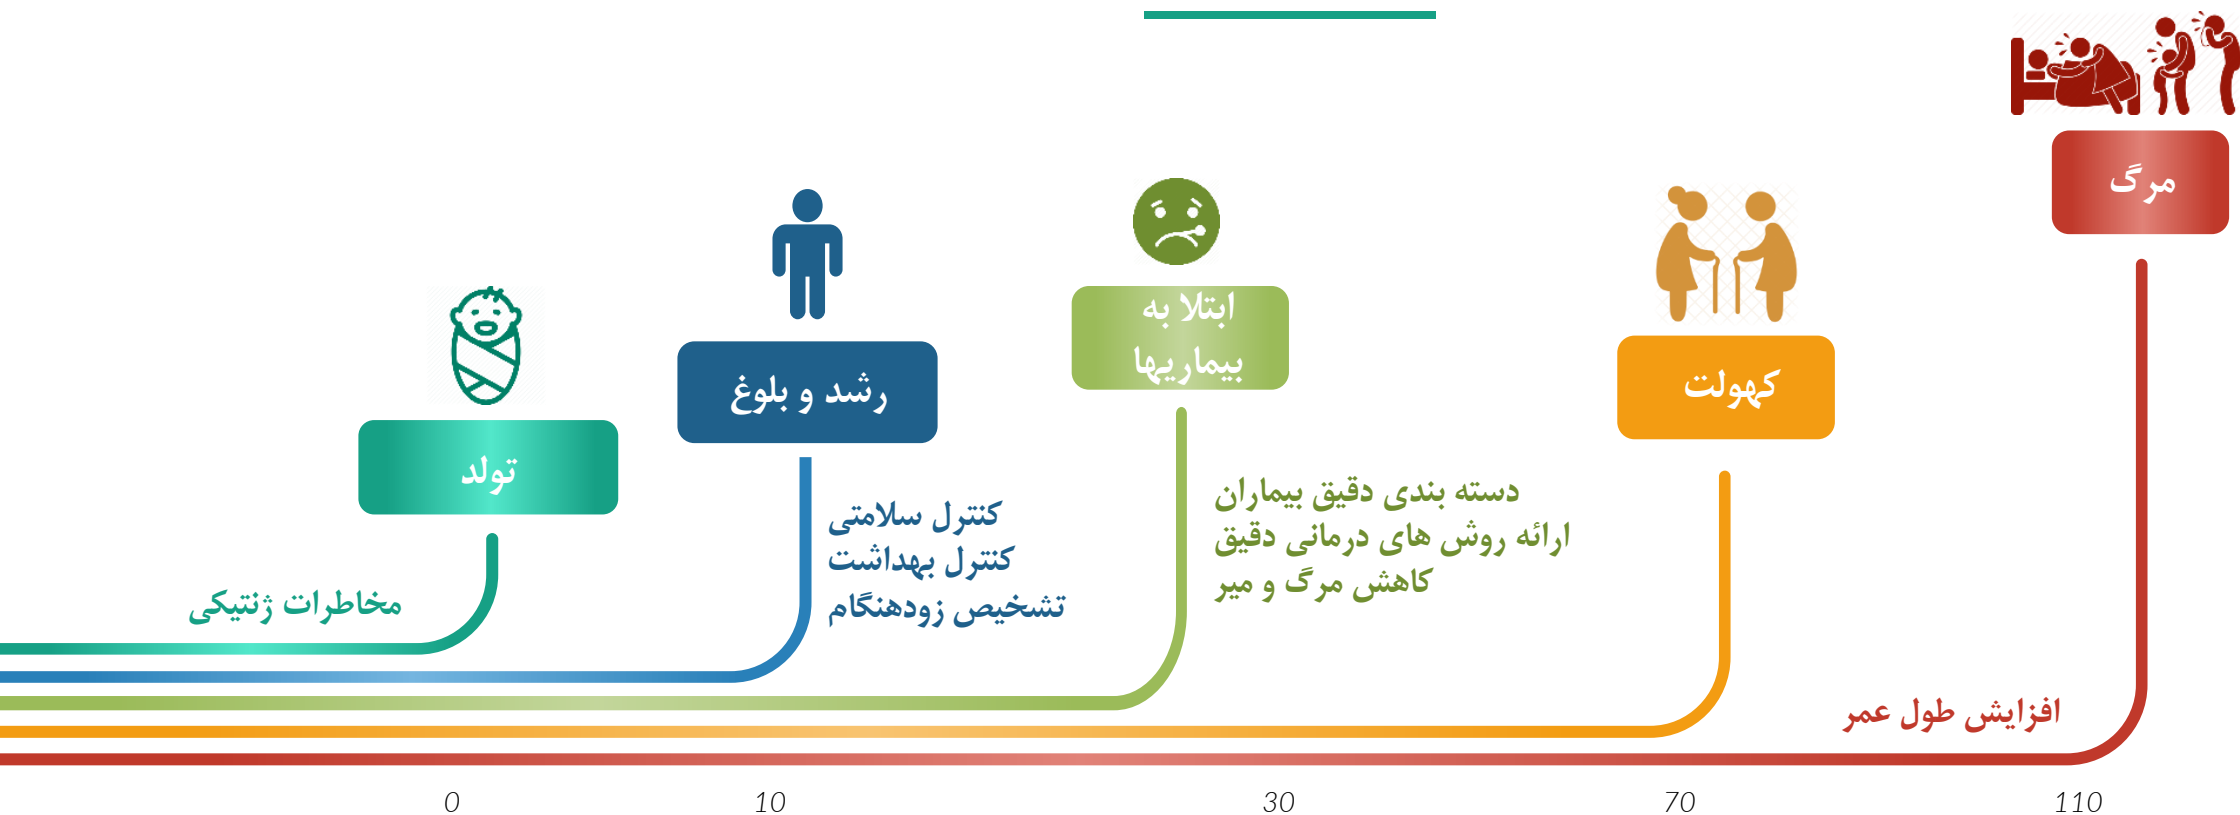 مرگ
ابتلا به
بیماریها
کهولت
رشد و بلوغ
تولد
دسته بندی دقیق بیماران
ارائه روش های درمانی دقیق
کاهش مرگ و میر
کنترل سلامتی
کنترل بهداشت
تشخیص زودهنگام
مخاطرات ژنتیکی
افزایش طول عمر
0
10
30
70
110